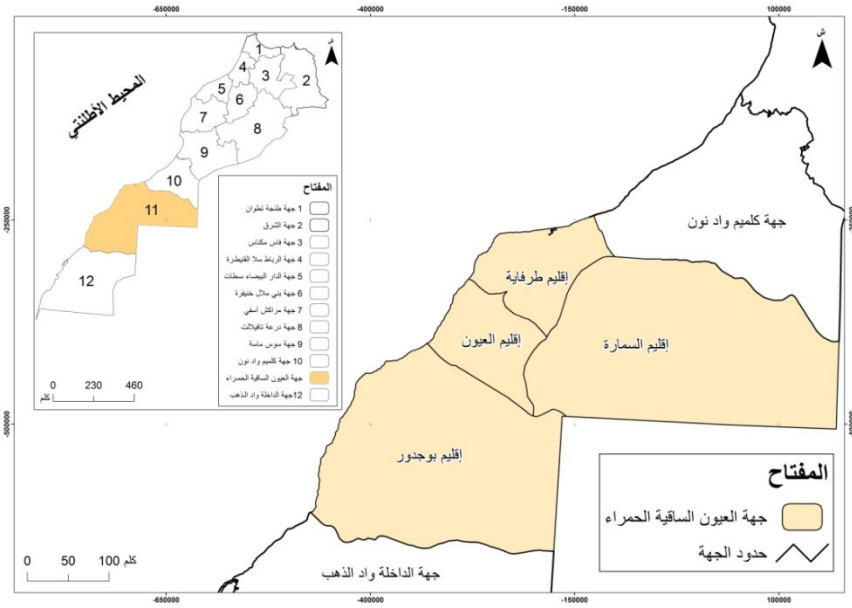 -650000
-400000
-150000
100000
ش
ش
المحيط الأطلنتي
1
2
3
4
5
6
7
8
9
10
11
12
المفتاح
1 جهة طنجة تطوان
2 جهة الشرق
3 جهة فاس مكناس
4 جهة الرباط سلا القنيطرة
5 جهة الدار البيضاء سطات
6 جهة بني ملال خنيفرة
7 جهة مراكش آسفي
8 جهة درعة تافيلالت
9 جهة سوس ماسة
10 جهة كلميم واد نون
جهة العيون الساقية الحمراء
12 جهة الداخلة واد الذهب
0 230 460
كلم
-250000
-500000
جهة كلميم واد نون
إقليم طرفاية
إقليم العيون
إقليم السمارة
إقليم بوجدور
جهة الداخلة واد الذهب
المفتاح
جهة العيون الساقية الحمراء
حدود الجهة
0 50 100 كلم
-650000
-400000
-150000
100000